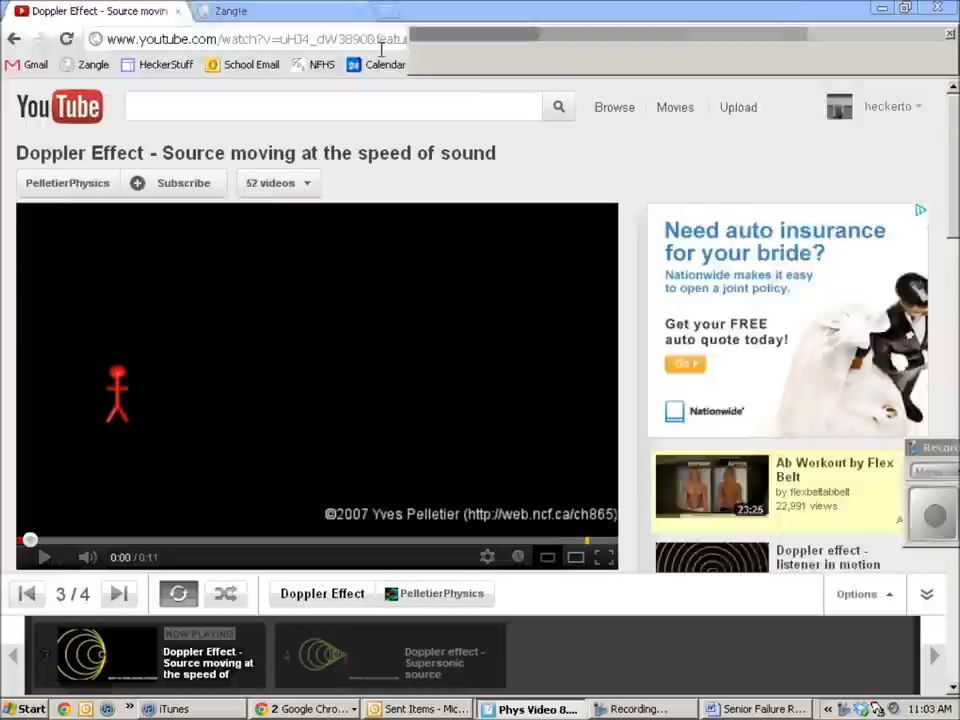 Doppler Effect - Source movin
Zangle
www.youtube.com/watch?v=uHJ4_dW3890&featu
Gmail
Zangle
HeckerStuff
School Email
NFHS
24 Calendar
YouTube
Browse
Movies
Upload
heckerto
Doppler Effect - Source moving at the speed of sound
PelletierPhysics
Subscribe
52 videos
Need auto insurance
for your bride?
Nationwide makes it easy
to open a joint policy.
Get your FREE
auto quote today!
Go
Nationwide
©2007 Yves Pelletier (http://web.ncf.ca/ch865)
0:00 / 0:11
Recor
Ab Workout by Flex
Belt
by flexbeltabbelt
22,991 views
23:25
Doppler effect -
listener in motion
3 / 4
Doppler Effect
PelletierPhysics
Options
3
NOW PLAYING
Doppler Effect -
Source moving at
the speed of
4
Doppler effect -
Supersonic
source
Start
iTunes
2 Google Chro...
Sent Items - Mic...
Phys Video 8....
Recording...
Senior Failure R...
11:03 AM